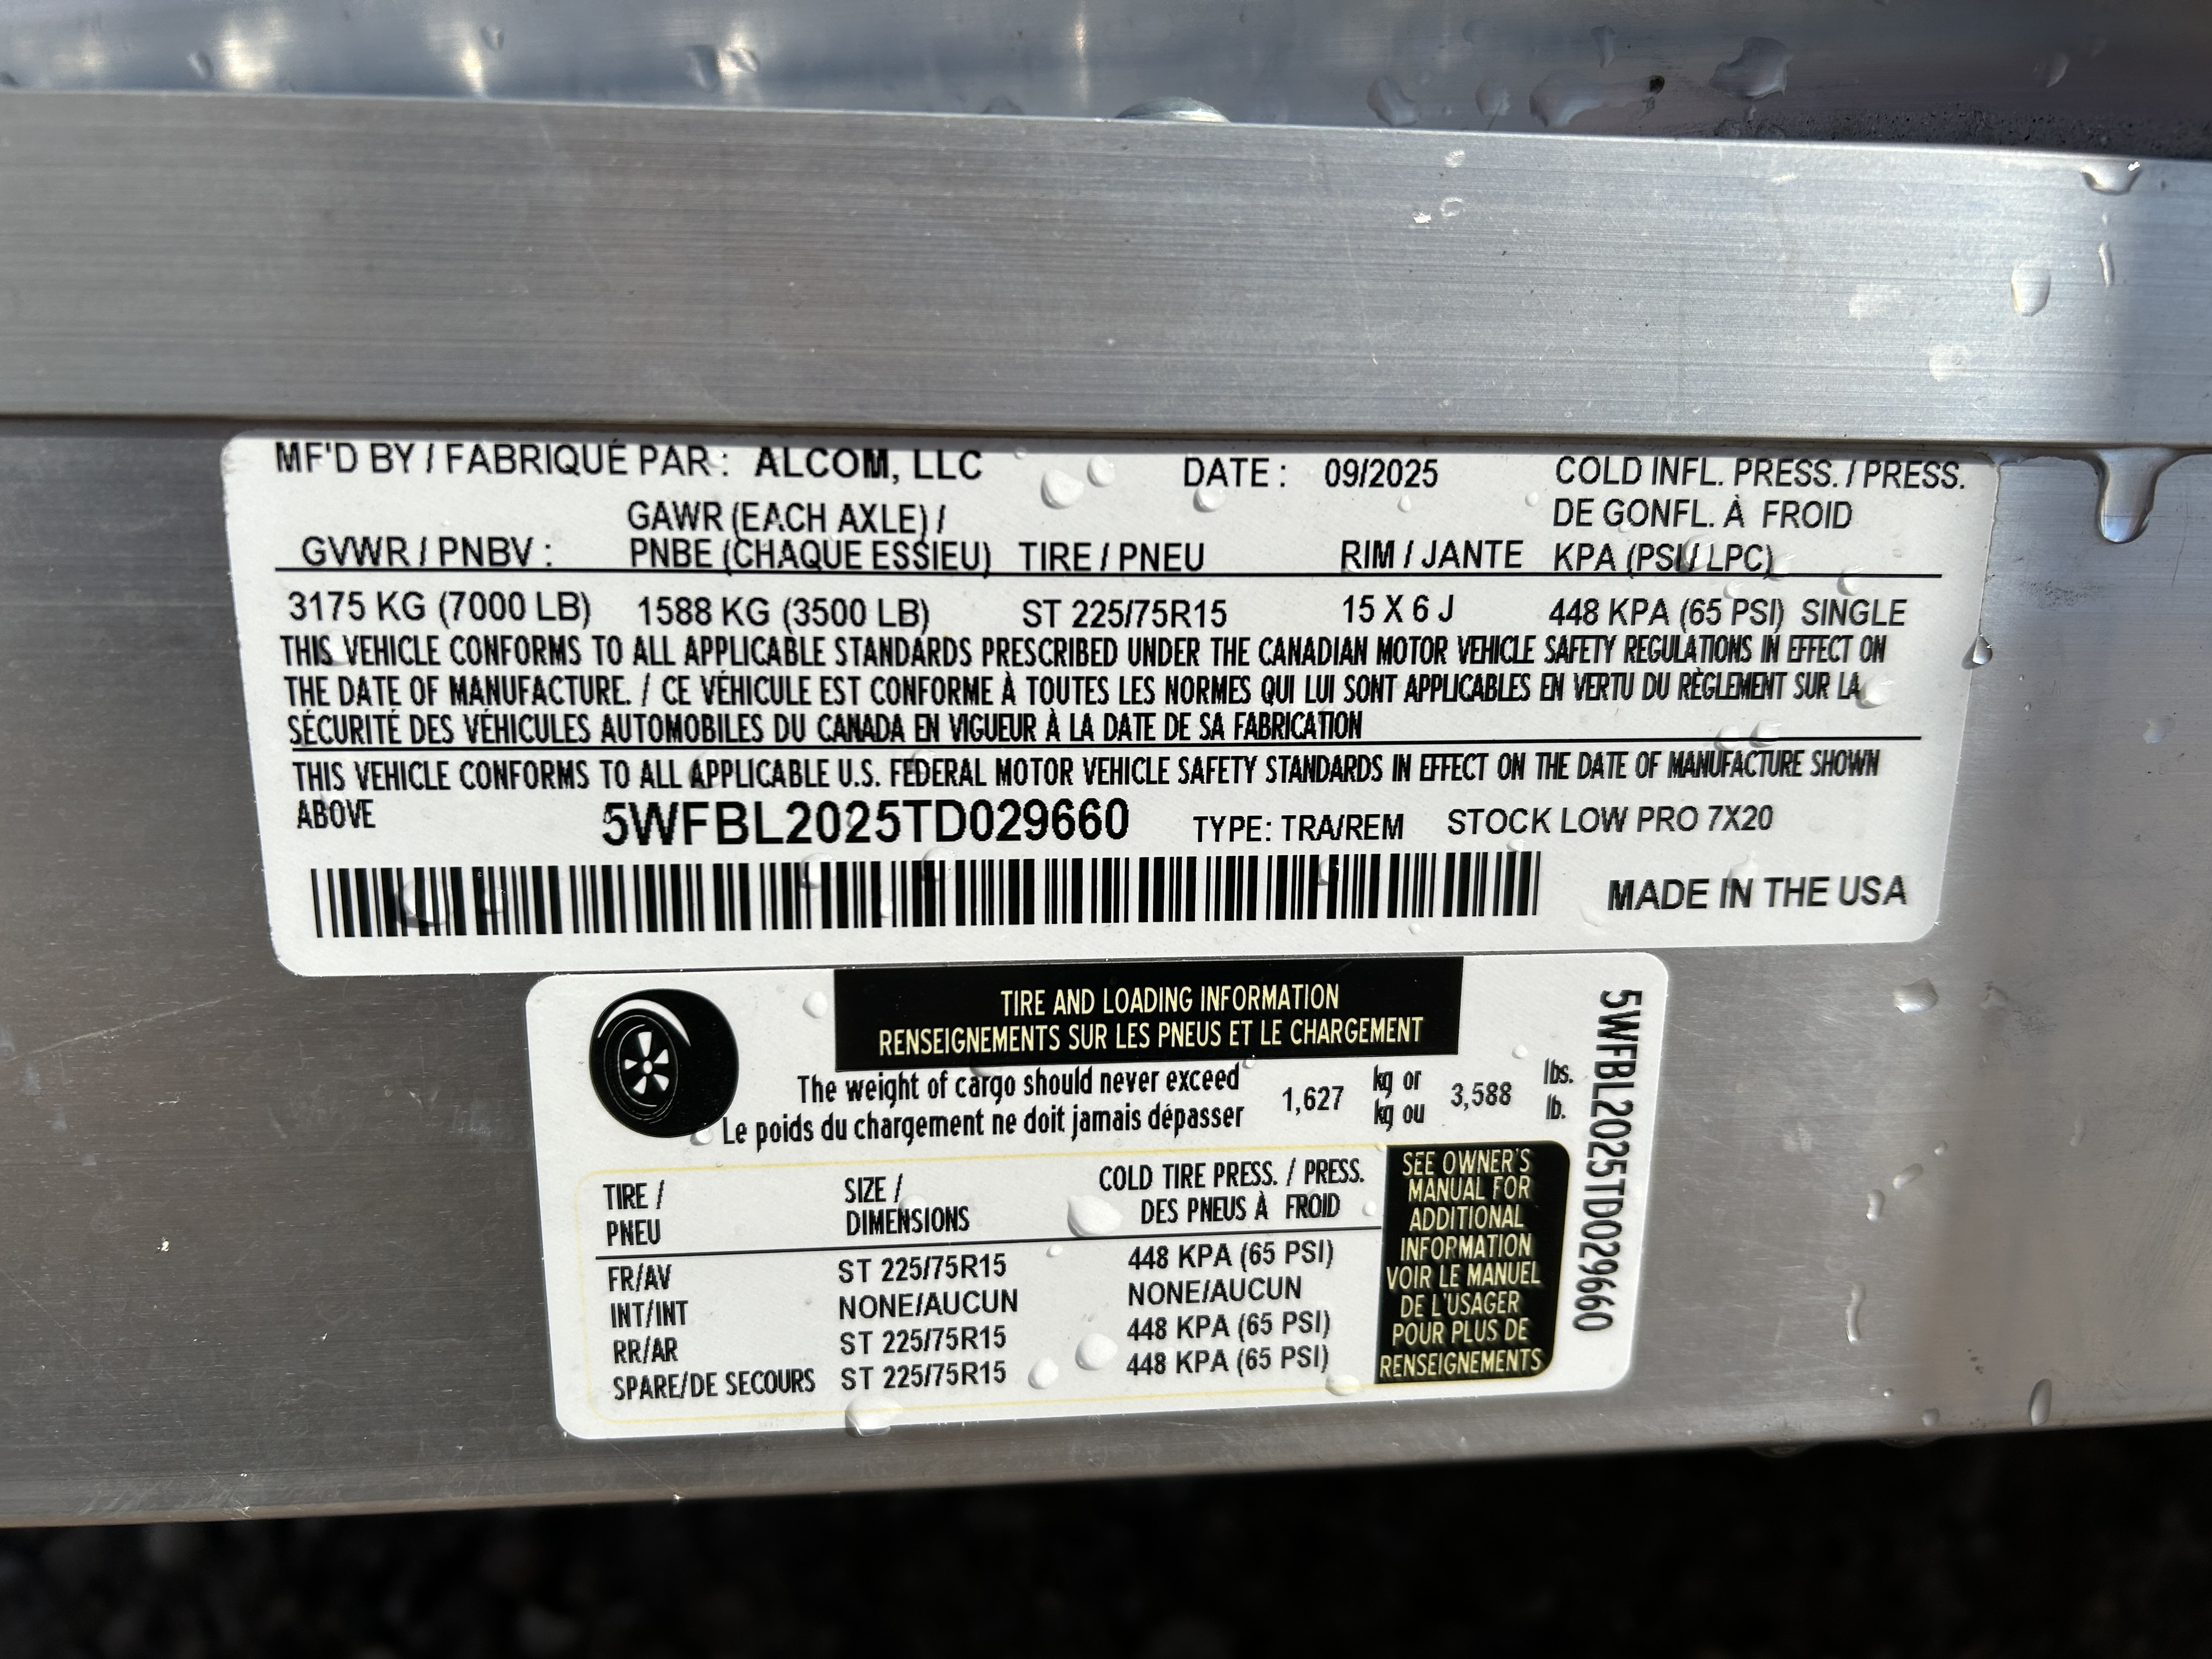 MF'D BY / FABRIQUÉ PAR : ALCOM, LLC DATE : 09/2025 COLD INFL. PRESS. / PRESS.
GAWR (EACH AXLE) / DE GONFL. À FROID
GVWR / PNBV : PNBE (CHAQUE ESSIEU) TIRE / PNEU RIM / JANTE KPA (PSI/ LPC)
3175 KG (7000 LB) 1588 KG (3500 LB) ST 225/75R15 15 X 6 J 448 KPA (65 PSI) SINGLE
THIS VEHICLE CONFORMS TO ALL APPLICABLE STANDARDS PRESCRIBED UNDER THE CANADIAN MOTOR VEHICLE SAFETY REGULATIONS IN EFFECT ON
THE DATE OF MANUFACTURE. / CE VÉHICULE EST CONFORME À TOUTES LES NORMES QUI LUI SONT APPLICABLES EN VERTU DU RÈGLEMENT SUR LA
SÉCURITÉ DES VÉHICULES AUTOMOBILES DU CANADA EN VIGUEUR À LA DATE DE SA FABRICATION
THIS VEHICLE CONFORMS TO ALL APPLICABLE U.S. FEDERAL MOTOR VEHICLE SAFETY STANDARDS IN EFFECT ON THE DATE OF MANUFACTURE SHOWN
ABOVE 5WFBL2025TD029660 TYPE: TRA/REM STOCK LOW PRO 7X20
MADE IN THE USA
TIRE AND LOADING INFORMATION
RENSEIGNEMENTS SUR LES PNEUS ET LE CHARGEMENT
The weight of cargo should never exceed 1,627 kg or 3,588 lbs.
Le poids du chargement ne doit jamais dépasser kg ou lb.
TIRE / SIZE / COLD TIRE PRESS. / PRESS.
PNEU DIMENSIONS DES PNEUS À FROID
FR/AV ST 225/75R15 448 KPA (65 PSI)
INT/INT NONE/AUCUN NONE/AUCUN
RR/AR ST 225/75R15 448 KPA (65 PSI)
SPARE/DE SECOURS ST 225/75R15 448 KPA (65 PSI)
SEE OWNER'S
MANUAL FOR
ADDITIONAL
INFORMATION
VOIR LE MANUEL
DE L'USAGER
POUR PLUS DE
RENSEIGNEMENTS
5WFBL2025TD029660